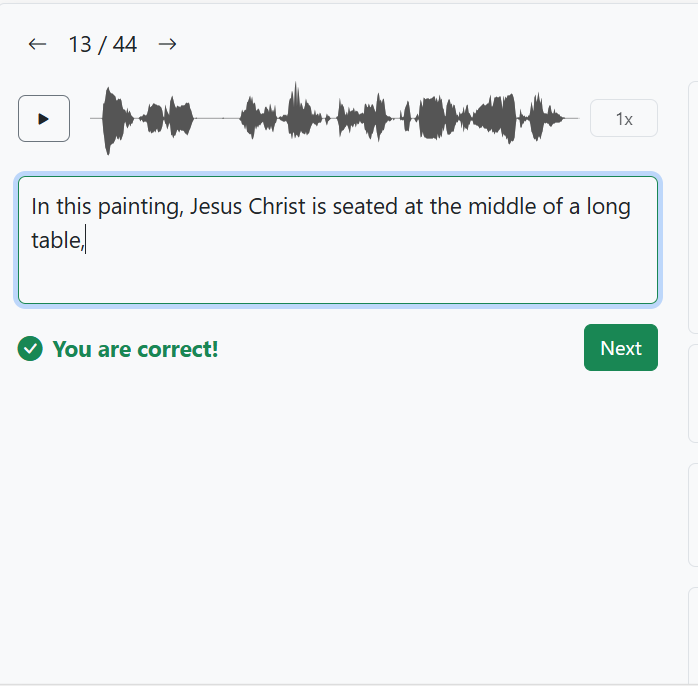 ← 13 / 44 →
1x
In this painting, Jesus Christ is seated at the middle of a long
table,
You are correct!
Next